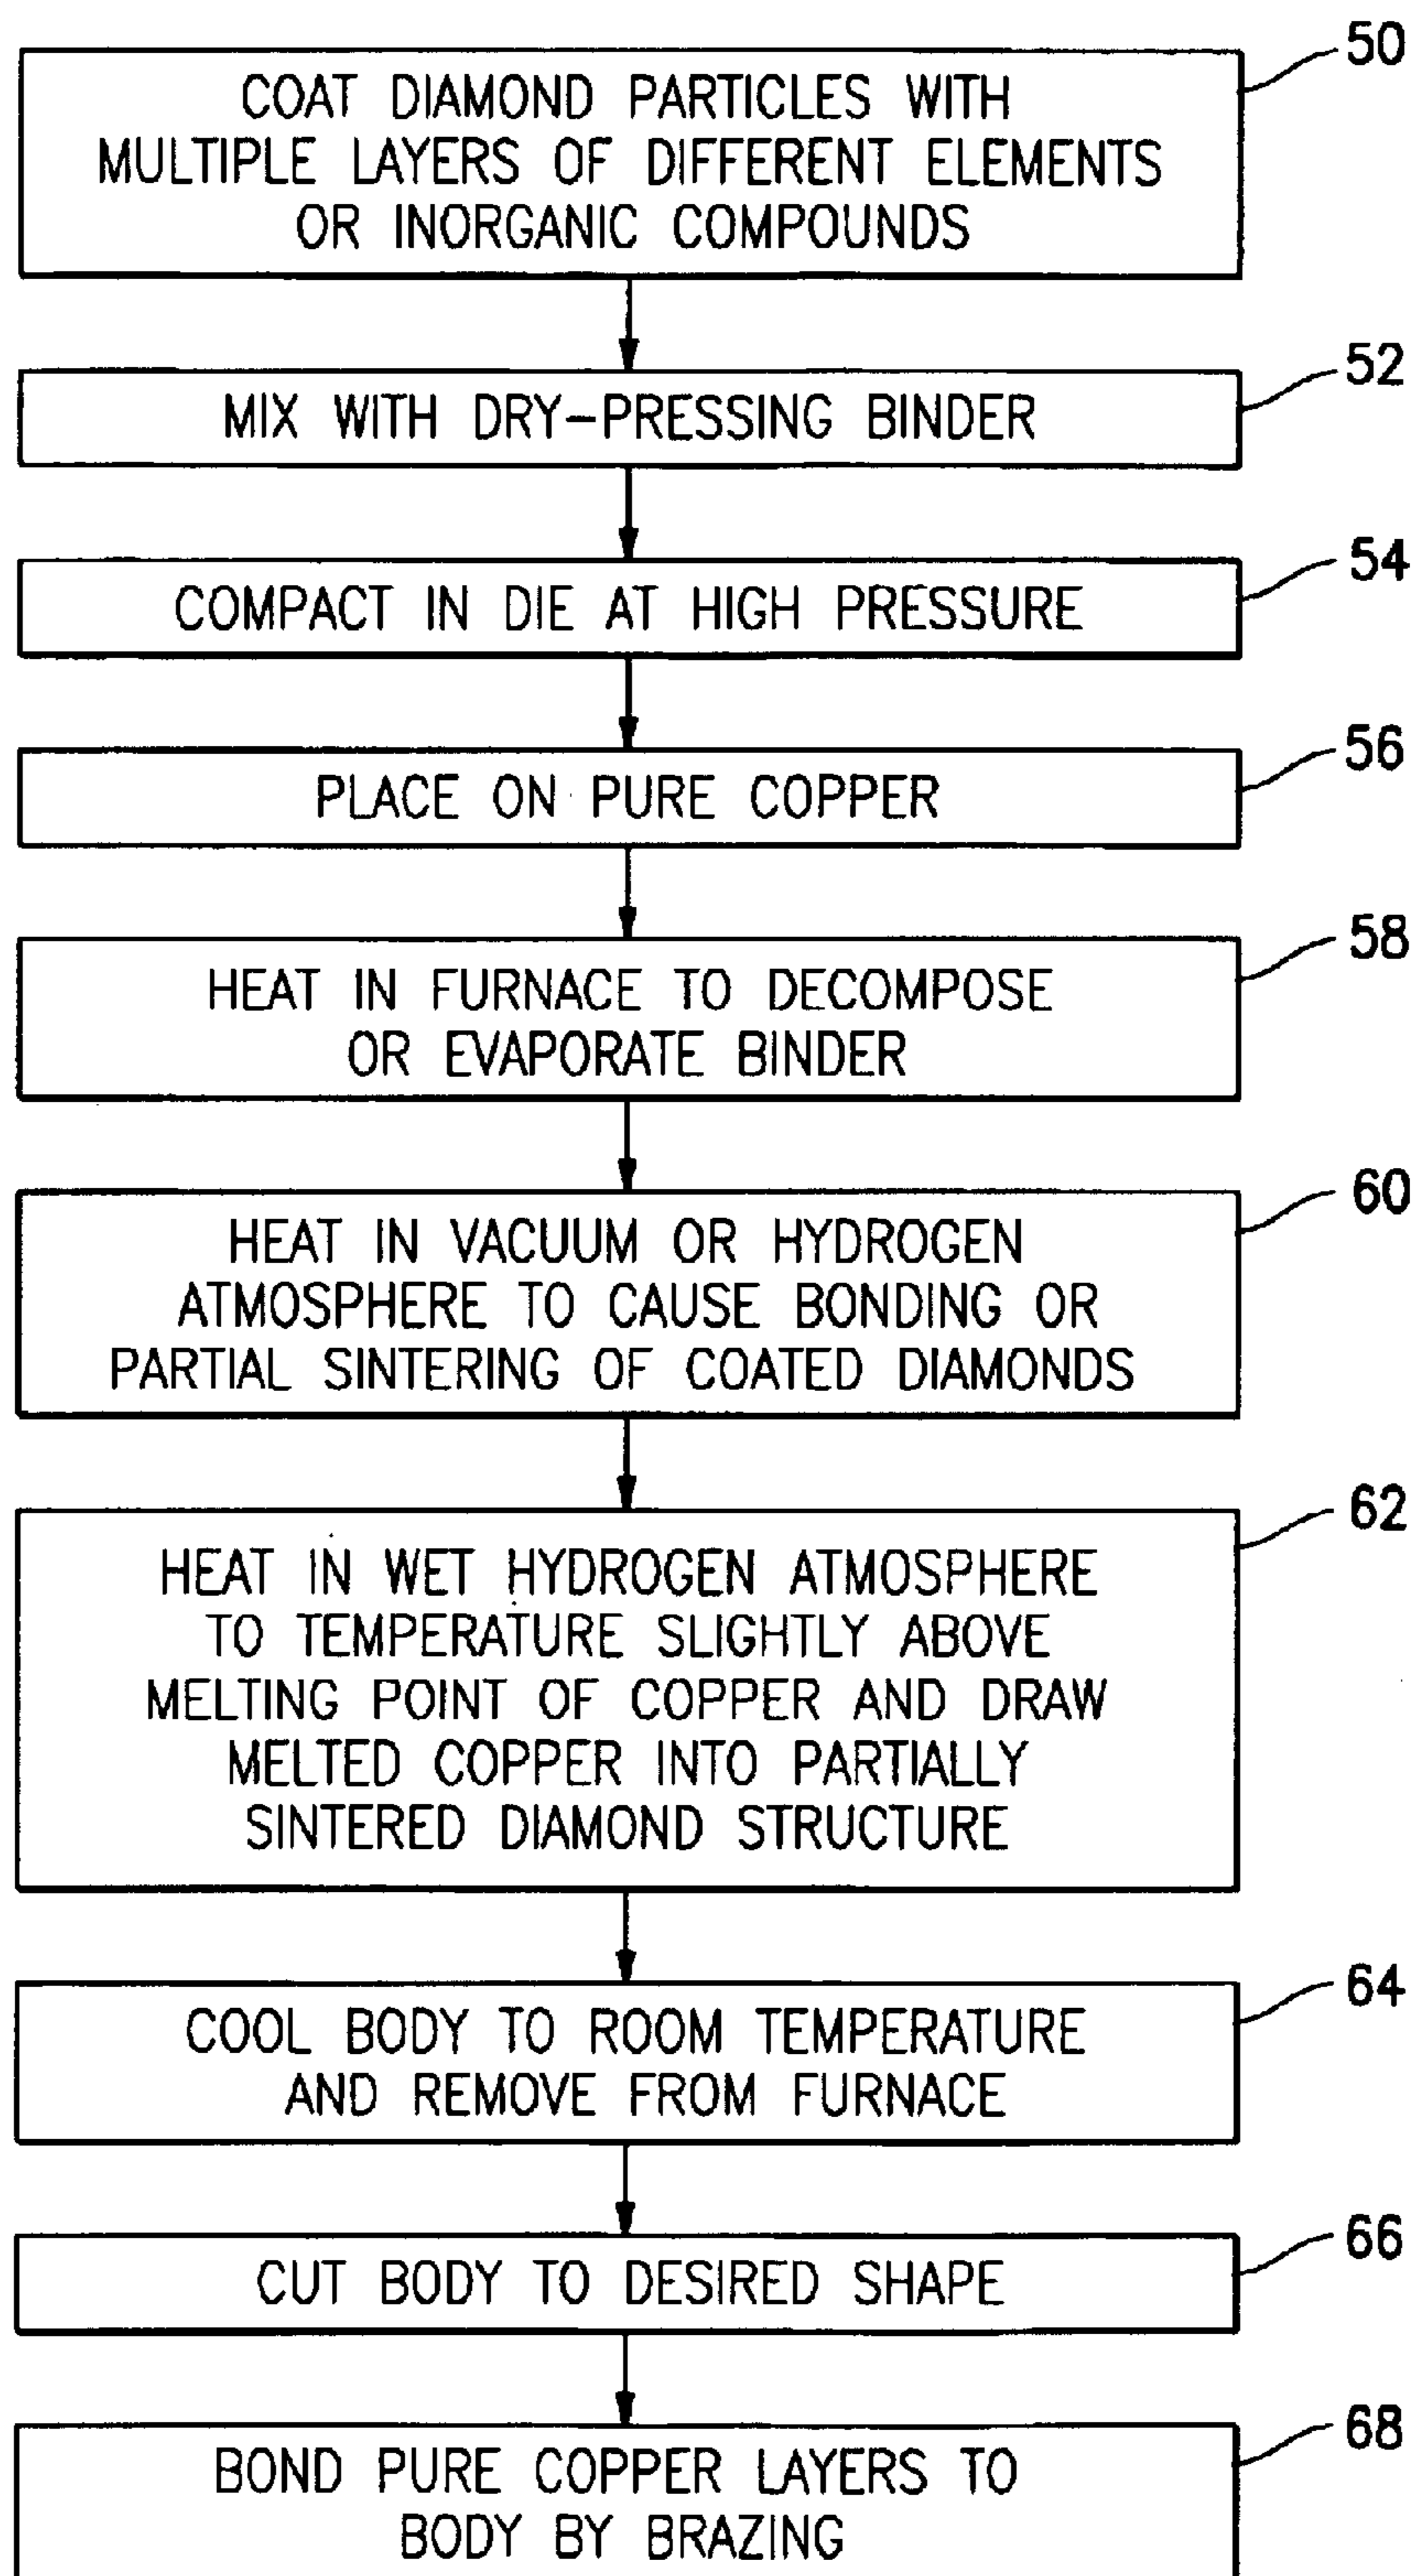 50
COAT DIAMOND PARTICLES WITH
MULTIPLE LAYERS OF DIFFERENT ELEMENTS
OR INORGANIC COMPOUNDS
52
MIX WITH DRY-PRESSING BINDER
54
COMPACT IN DIE AT HIGH PRESSURE
56
PLACE ON PURE COPPER
58
HEAT IN FURNACE TO DECOMPOSE
OR EVAPORATE BINDER
60
HEAT IN VACUUM OR HYDROGEN
ATMOSPHERE TO CAUSE BONDING OR
PARTIAL SINTERING OF COATED DIAMONDS
62
HEAT IN WET HYDROGEN ATMOSPHERE
TO TEMPERATURE SLIGHTLY ABOVE
MELTING POINT OF COPPER AND DRAW
MELTED COPPER INTO PARTIALLY
SINTERED DIAMOND STRUCTURE
64
COOL BODY TO ROOM TEMPERATURE
AND REMOVE FROM FURNACE
66
CUT BODY TO DESIRED SHAPE
68
BOND PURE COPPER LAYERS TO
BODY BY BRAZING